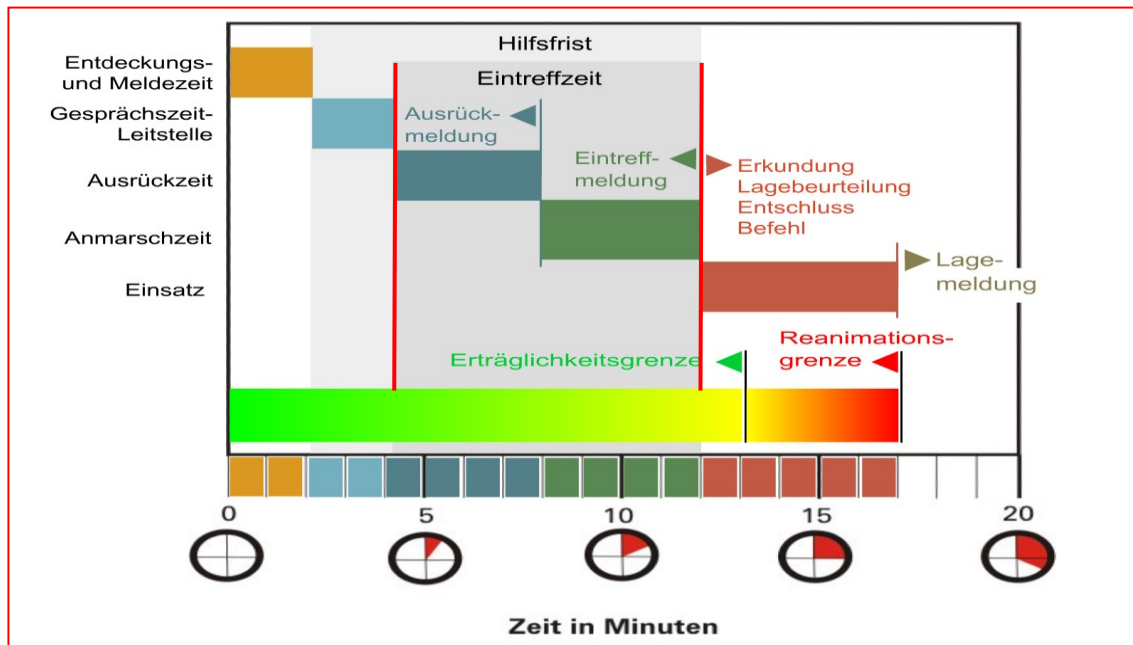 Hilfsfrist
Entdeckungs-
und Meldezeit
Eintreffzeit
Gesprächszeit-
Leitstelle
Ausrück-
meldung
Ausrückzeit
Eintreff-
meldung
Erkundung
Lagebeurteilung
Entschluss
Befehl
Anmarschzeit
Einsatz
Lage-
meldung
Erträglichkeitsgrenze
Reanimations-
grenze
0 5 10 15 20
Zeit in Minuten